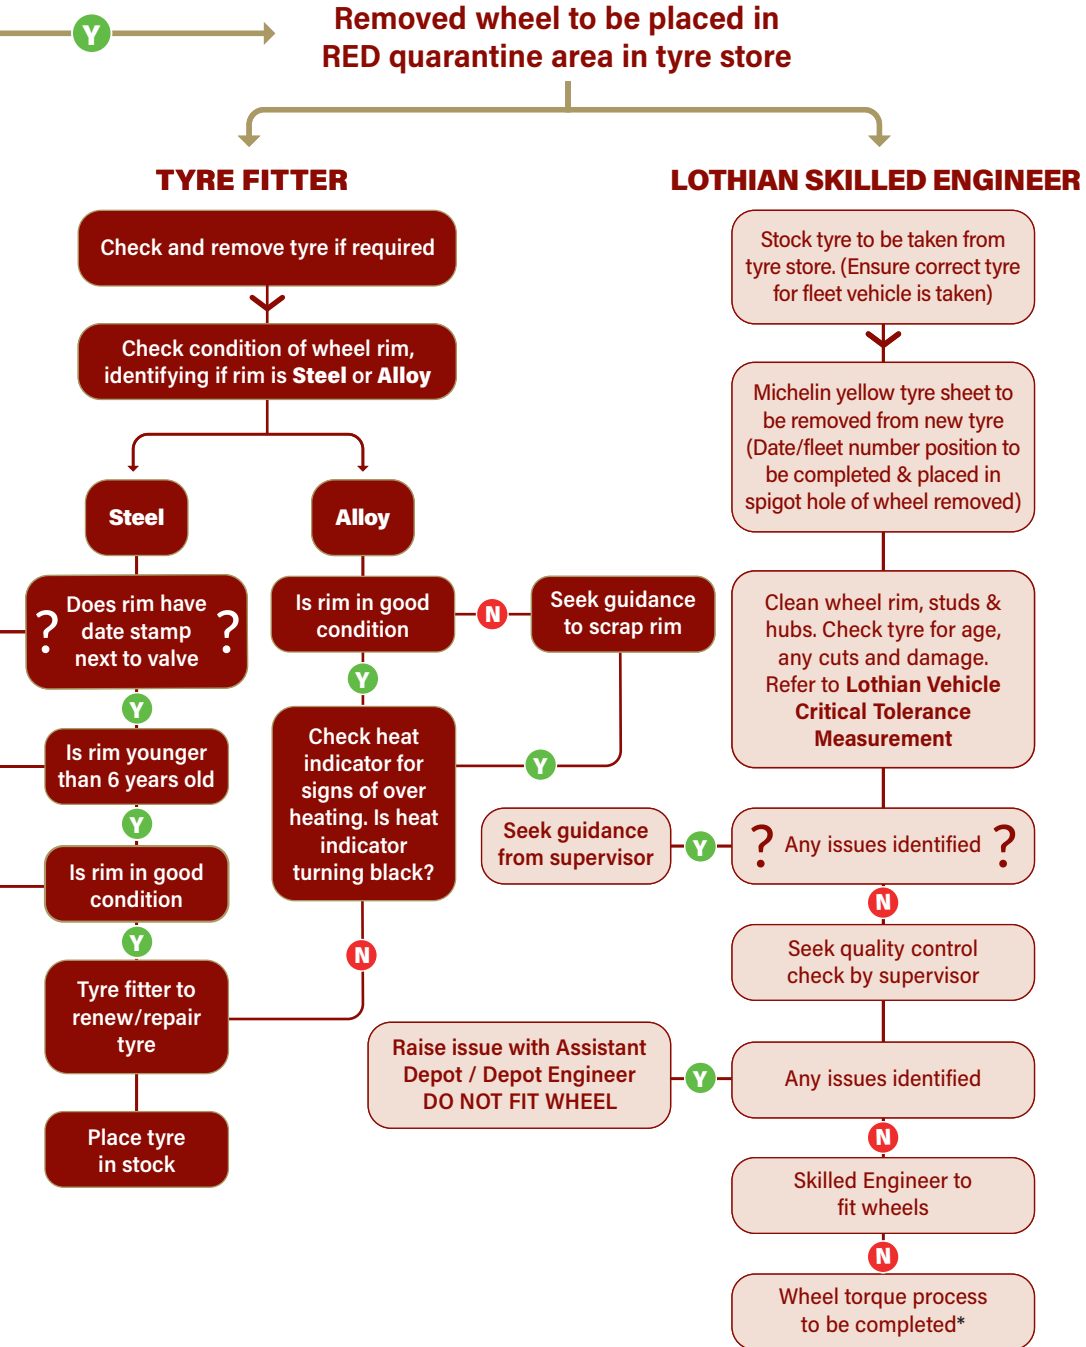 Y
Removed wheel to be placed in
RED quarantine area in tyre store
TYRE FITTER
Check and remove tyre if required
Check condition of wheel rim,
identifying if rim is Steel or Alloy
Steel
Alloy
? Does rim have ?
date stamp
next to valve
Y
Is rim younger
than 6 years old
Y
Is rim in good
condition
Y
Tyre fitter to
renew/repair
tyre
Place tyre
in stock
Is rim in good
condition
N
Seek guidance
to scrap rim
Y
Check heat
indicator for
signs of over
heating. Is heat
indicator
turning black?
Y
N
LOTHIAN SKILLED ENGINEER
Stock tyre to be taken from
tyre store. (Ensure correct tyre
for fleet vehicle is taken)
Michelin yellow tyre sheet to
be removed from new tyre
(Date/fleet number position to
be completed & placed in
spigot hole of wheel removed)
Clean wheel rim, studs &
hubs. Check tyre for age,
any cuts and damage.
Refer to Lothian Vehicle
Critical Tolerance
Measurement
? Any issues identified ?
Y
Seek guidance
from supervisor
N
Seek quality control
check by supervisor
Any issues identified
Y
Raise issue with Assistant
Depot / Depot Engineer
DO NOT FIT WHEEL
N
Skilled Engineer to
fit wheels
N
Wheel torque process
to be completed*